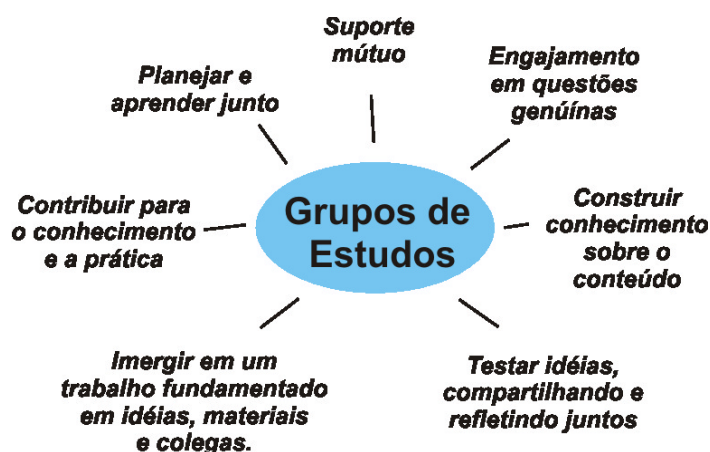 Suporte
mútuo
Planejar e
aprender junto
Engajamento
em questões
genúínas
Contribuir para
o conhecimento
e a prática
Grupos de
Estudos
Construir
conhecimento
sobre o
conteúdo
Imergir em um
trabalho fundamentado
em idéias, materiais
e colegas.
Testar idéias,
compartilhando e
refletindo juntos